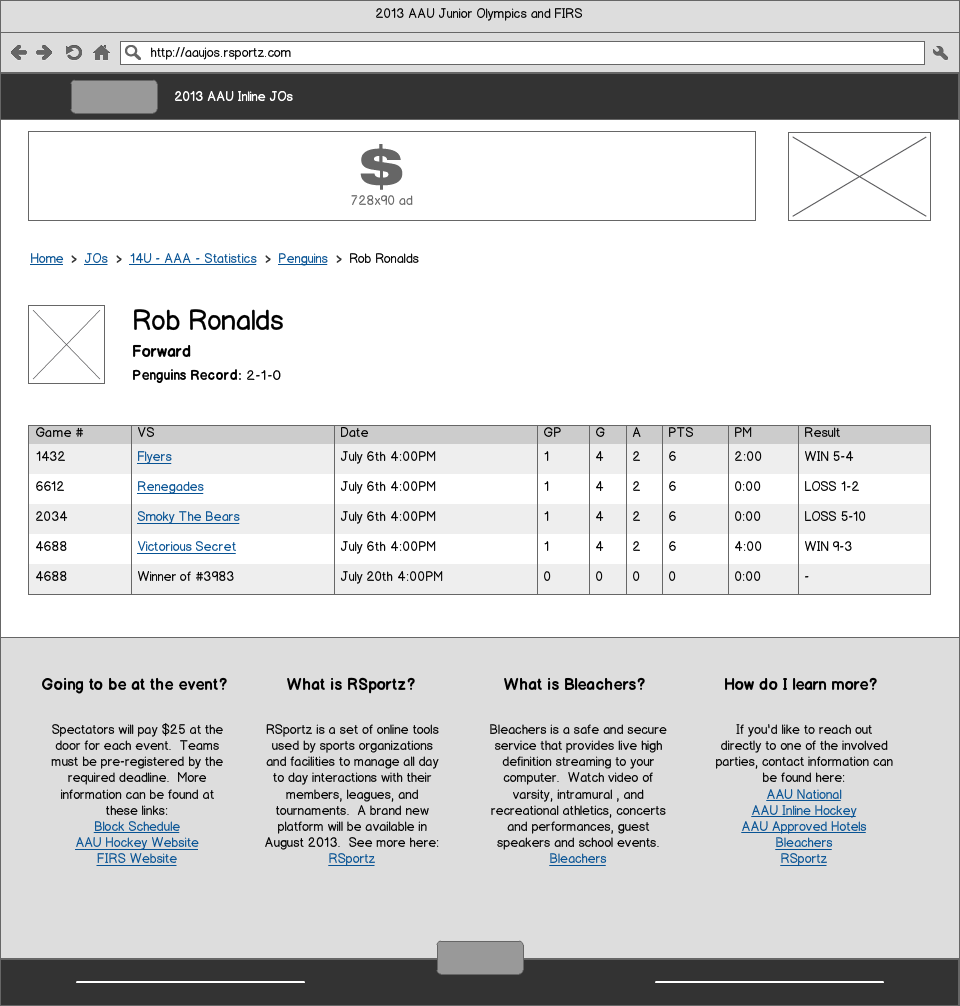 2013 AAU Junior Olympics and FIRS
http://aaujos.rsportz.com
2013 AAU Inline JOs
$
728x90 ad
Home > JOs > 14U - AAA - Statistics > Penguins > Rob Ronalds
Rob Ronalds
Forward
Penguins Record: 2-1-0
Game # VS Date GP G A PTS PM Result
1432 Flyers July 6th 4:00PM 1 4 2 6 2:00 WIN 5-4
6612 Renegades July 6th 4:00PM 1 4 2 6 0:00 LOSS 1-2
2034 Smoky The Bears July 6th 4:00PM 1 4 2 6 0:00 LOSS 5-10
4688 Victorious Secret July 6th 4:00PM 1 4 2 6 4:00 WIN 9-3
4688 Winner of #3983 July 20th 4:00PM 0 0 0 0 0:00 -
Going to be at the event?
Spectators will pay $25 at the
door for each event.  Teams
must be pre-registered by the
required deadline.  More
information can be found at
these links:
Block Schedule
AAU Hockey Website
FIRS Website
What is RSportz?
RSportz is a set of online tools
used by sports organizations
and facilities to manage all day
to day interactions with their
members, leagues, and
tournaments.  A brand new
platform will be available in
August 2013.  See more here:
RSportz
What is Bleachers?
Bleachers is a safe and secure
service that provides live high
definition streaming to your
computer.  Watch video of
varsity, intramural , and
recreational athletics, concerts
and performances, guest
speakers and school events.
Bleachers
How do I learn more?
If you'd like to reach out
directly to one of the involved
parties, contact information can
be found here:
AAU National
AAU Inline Hockey
AAU Approved Hotels
Bleachers
RSportz